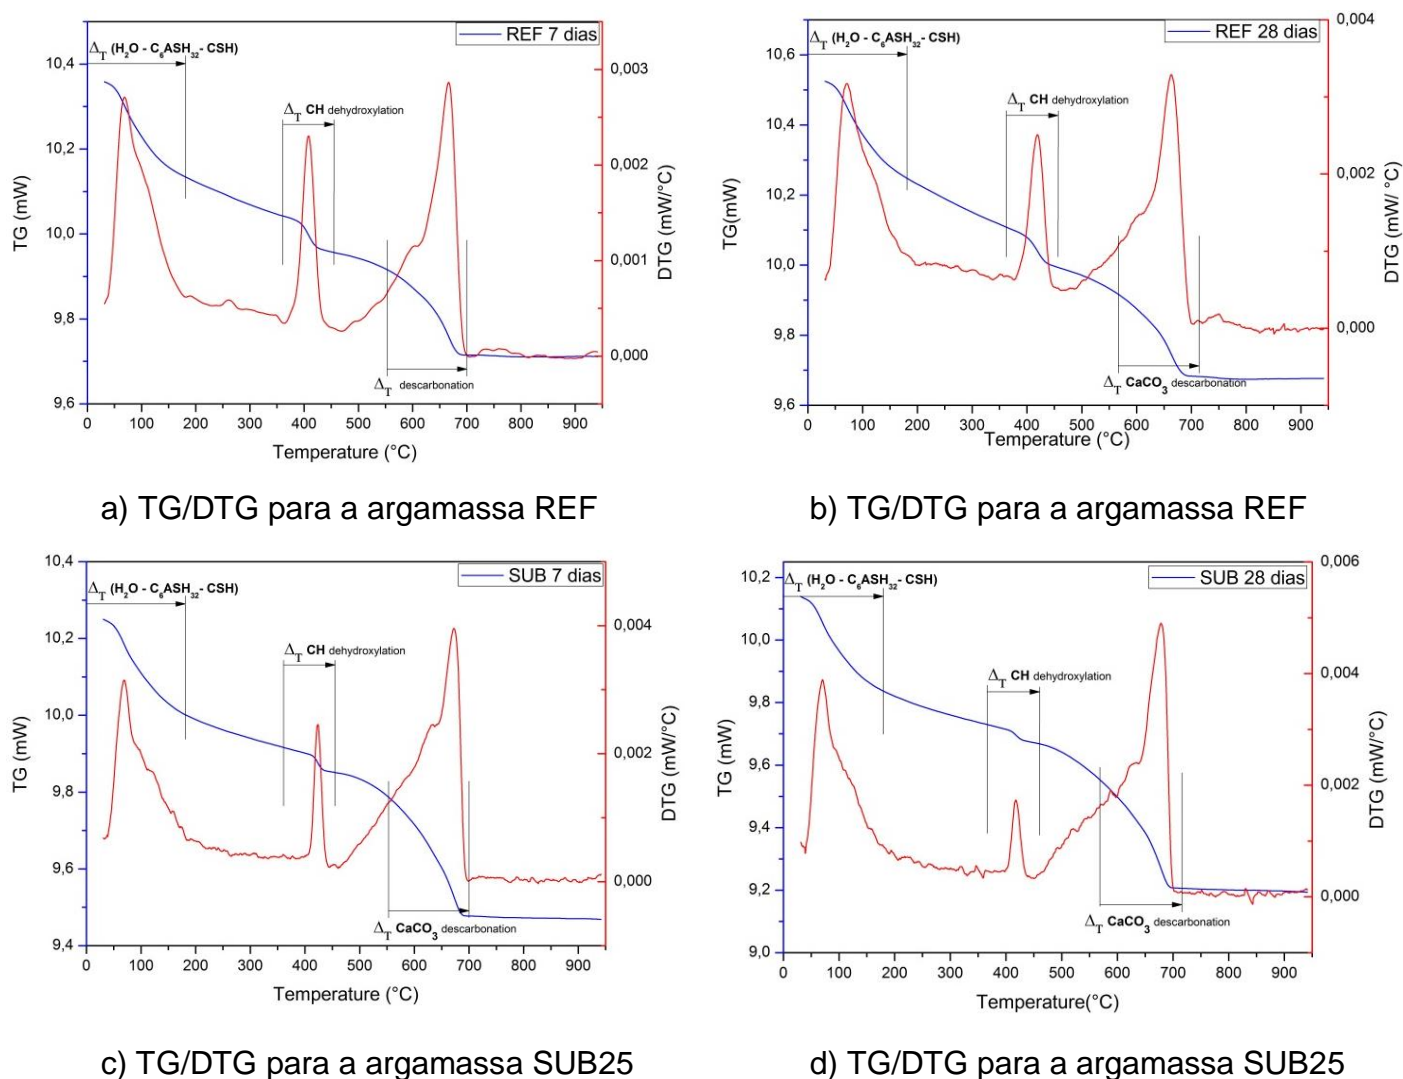 REF 7 dias
Δ_T (H₂O - C₆ASH₃₂- CSH)
Δ_T CH dehydroxylation
Δ_T descarbonation
10,4
10,2
10,0
9,8
9,6
TG (mW)
0,003
0,002
0,001
0,000
DTG (mW/°C)
0 100 200 300 400 500 600 700 800 900
Temperature (°C)
a) TG/DTG para a argamassa REF
REF 28 dias
Δ_T (H₂O - C₆ASH₃₂- CSH)
Δ_T CH dehydroxylation
Δ_T CaCO₃ descarbonation
10,6
10,4
10,2
10,0
9,8
9,6
TG(mW)
0,004
0,002
0,000
DTG (mW/ °C)
0 100 200 300 400 500 600 700 800 900
Temperature (°C)
b) TG/DTG para a argamassa REF
SUB 7 dias
Δ_T (H₂O - C₆ASH₃₂- CSH)
Δ_T CH dehydroxylation
Δ_T CaCO₃ descarbonation
10,4
10,2
10,0
9,8
9,6
9,4
TG (mW)
0,004
0,002
0,000
DTG (mW/°C)
0 100 200 300 400 500 600 700 800 900
Temperature (°C)
c) TG/DTG para a argamassa SUB25
SUB 28 dias
Δ_T (H₂O - C₆ASH₃₂- CSH)
Δ_T CH dehydroxylation
Δ_T CaCO₃ descarbonation
10,2
10,0
9,8
9,6
9,4
9,2
9,0
TG (mW)
0,006
0,004
0,002
0,000
DTG (mW/°C)
0 100 200 300 400 500 600 700 800 900
Temperature(°C)
d) TG/DTG para a argamassa SUB25